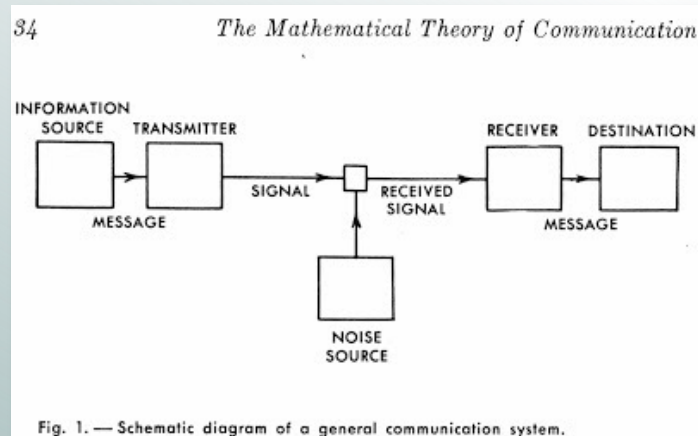 34 The Mathematical Theory of Communication
INFORMATION
SOURCE
TRANSMITTER
RECEIVER
DESTINATION
SIGNAL
RECEIVED
SIGNAL
MESSAGE
MESSAGE
NOISE
SOURCE
Fig. 1. — Schematic diagram of a general communication system.